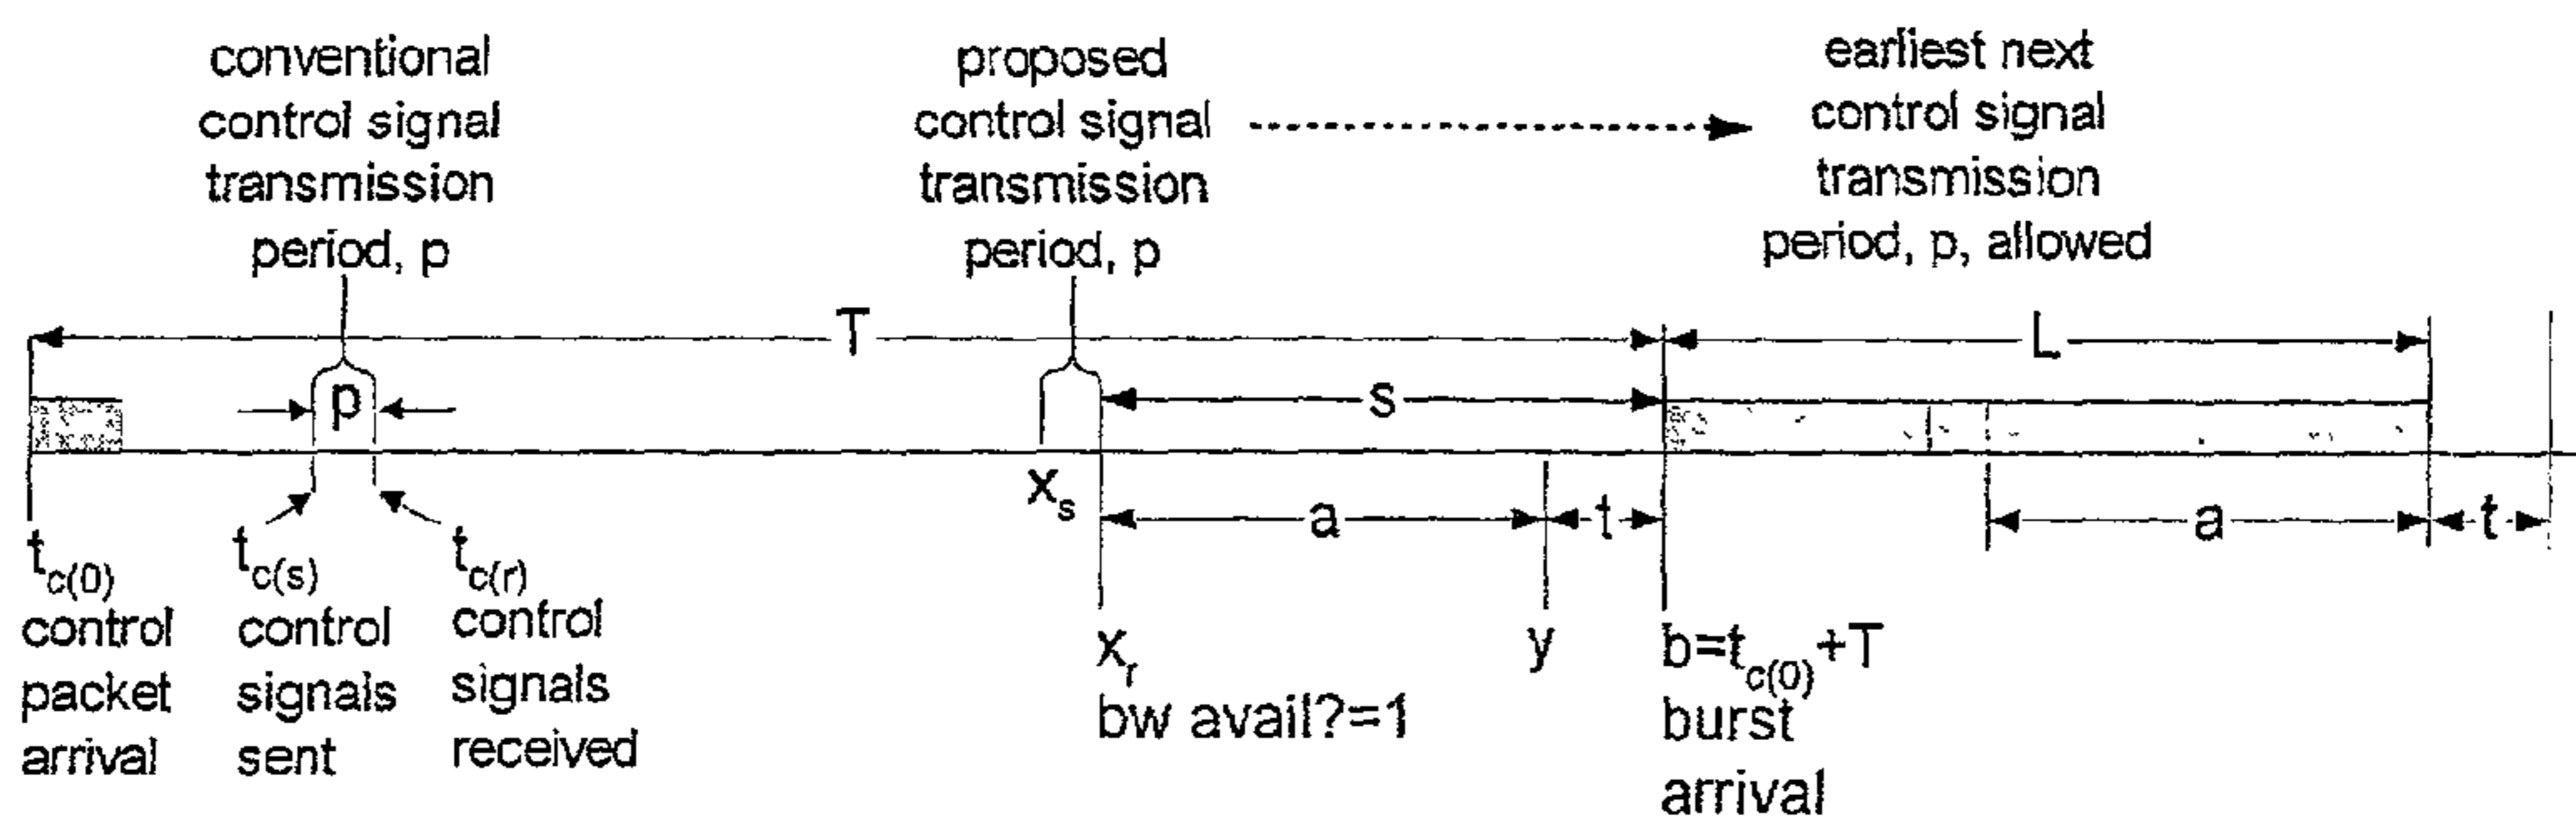 conventional
control signal
transmission
period, p
proposed
control signal
transmission
period, p
earliest next
control signal
transmission
period, p, allowed
T
L
p
s
x_s
a
t
a
t
t_c(0)
control
packet
arrival
t_c(s)
control
signals
sent
t_c(r)
control
signals
received
x_r
bw avail?=1
y
b=t_c(0)+T
burst
arrival